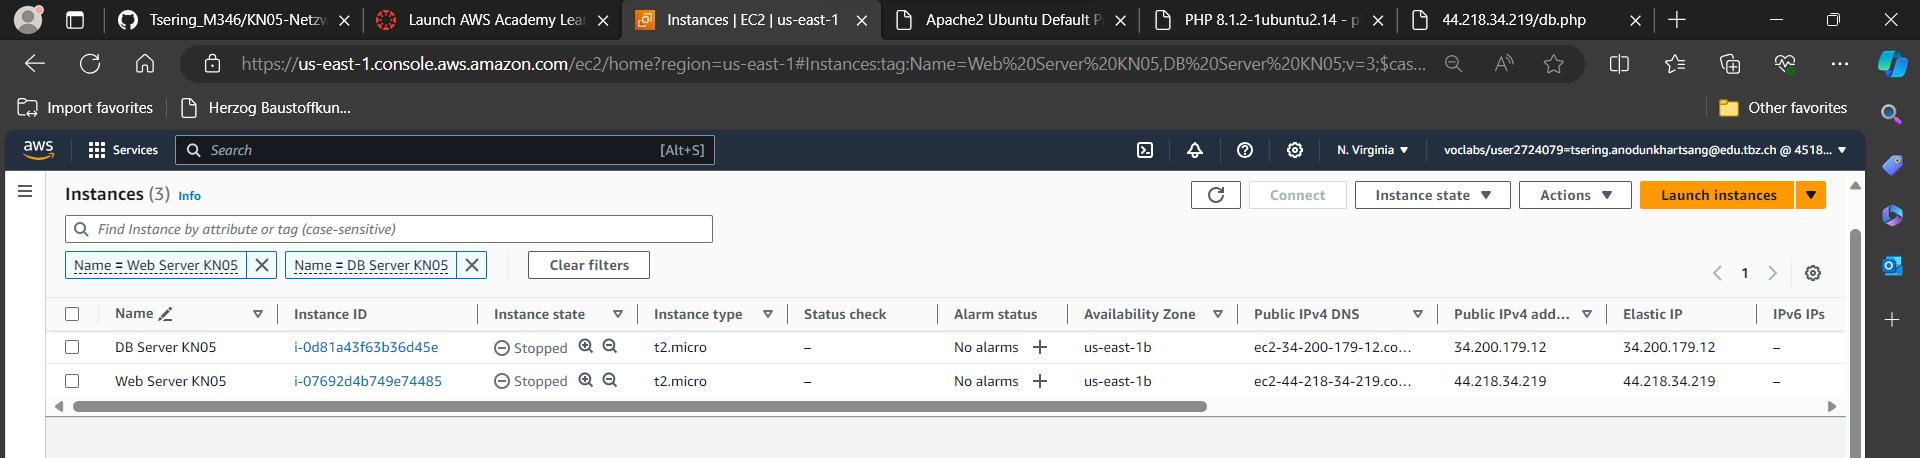 Tsering_M346/KN05-Netzw
Launch AWS Academy Lea
Instances | EC2 | us-east-1
Apache2 Ubuntu Default P
PHP 8.1.2-1ubuntu2.14 - p
44.218.34.219/db.php
https://us-east-1.console.aws.amazon.com/ec2/home?region=us-east-1#Instances:tag:Name=Web%20Server%20KN05,DB%20Server%20KN05;v=3;$cas...
Import favorites
Herzog Baustoffkun...
Other favorites
aws
Services
Search
[Alt+S]
N. Virginia
voclabs/user2724079=tsering.anodunkhartsang@edu.tbz.ch @ 4518...
Instances (3) Info
Connect
Instance state
Actions
Launch instances
Find Instance by attribute or tag (case-sensitive)
Name = Web Server KN05
Name = DB Server KN05
Clear filters
1
Name Instance ID Instance state Instance type Status check Alarm status Availability Zone Public IPv4 DNS Public IPv4 add... Elastic IP IPv6 IPs
DB Server KN05 i-0d81a43f63b36d45e Stopped t2.micro – No alarms + us-east-1b ec2-34-200-179-12.co... 34.200.179.12 34.200.179.12 –
Web Server KN05 i-07692d4b749e74485 Stopped t2.micro – No alarms + us-east-1b ec2-44-218-34-219.co... 44.218.34.219 44.218.34.219 –